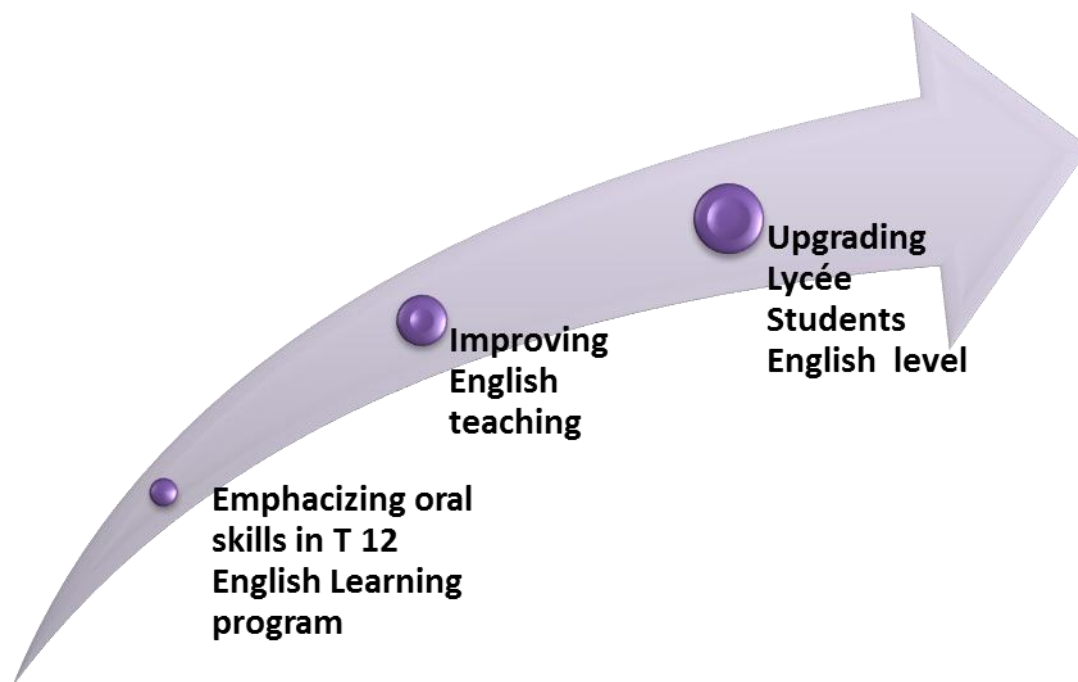 Upgrading
Lycée
Students
English level
Improving
English
teaching
Emphacizing oral
skills in T 12
English Learning
program